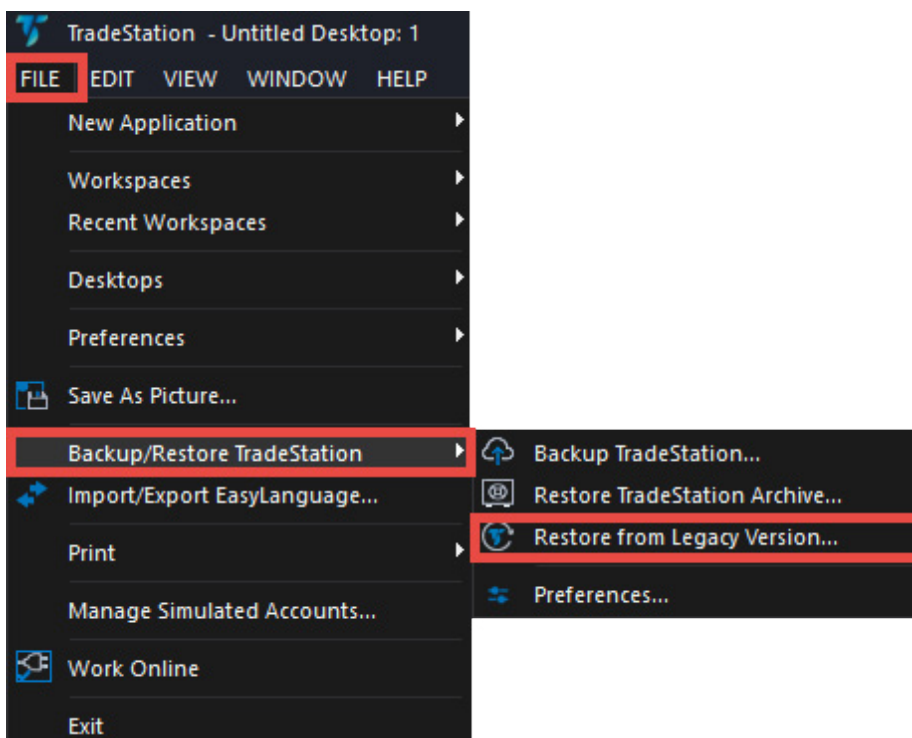 TradeStation - Untitled Desktop: 1
FILE EDIT VIEW WINDOW HELP
New Application
Workspaces
Recent Workspaces
Desktops
Preferences
Save As Picture...
Backup/Restore TradeStation
Import/Export EasyLanguage...
Print
Manage Simulated Accounts...
Work Online
Exit
Backup TradeStation...
Restore TradeStation Archive...
Restore from Legacy Version...
Preferences...